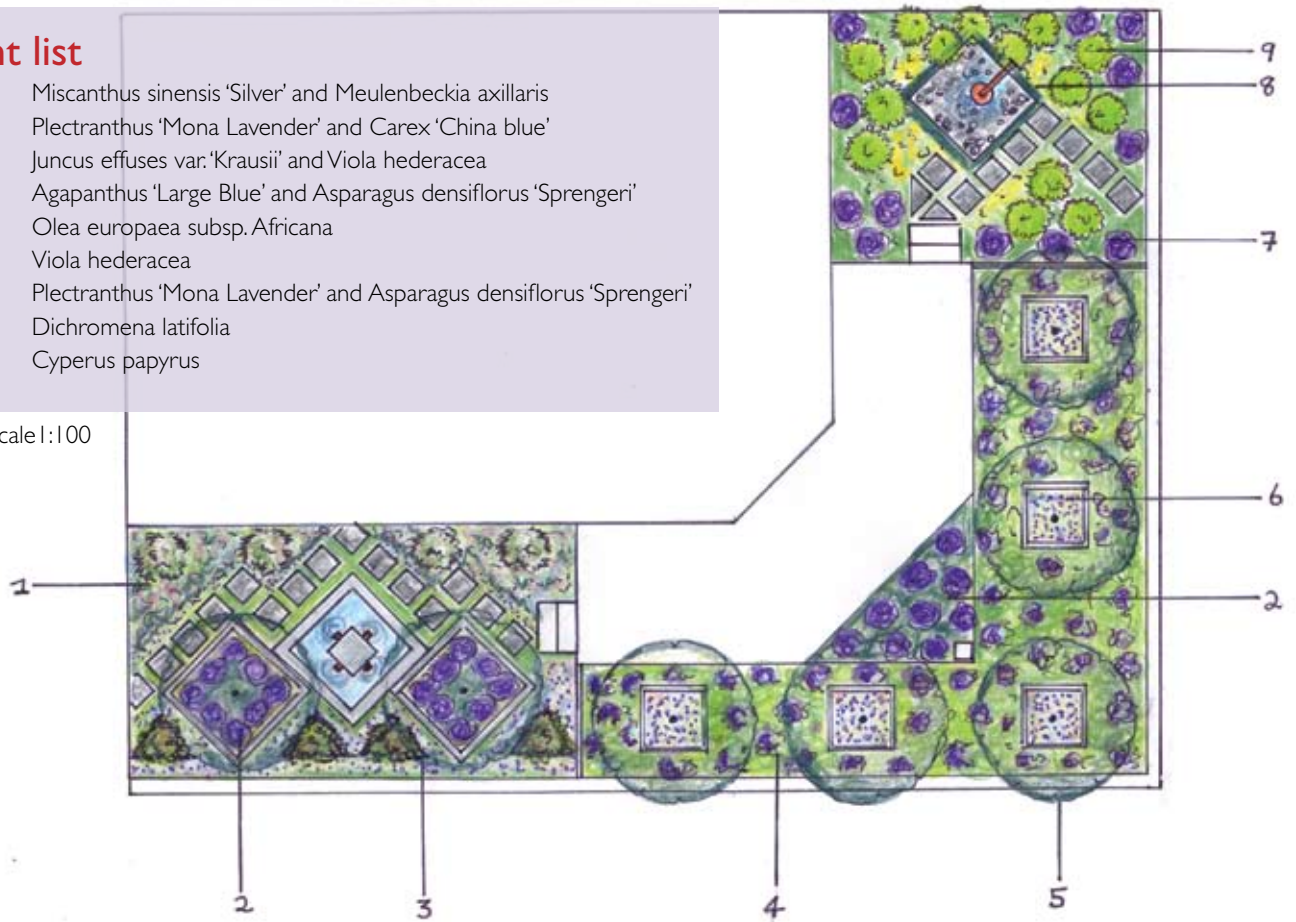 nt list
Miscanthus sinensis ‘Silver’ and Meulenbeckia axillaris
Plectranthus ‘Mona Lavender’ and Carex ‘China blue’
Juncus effuses var. ‘Krausii’ and Viola hederacea
Agapanthus ‘Large Blue’ and Asparagus densiflorus ‘Sprengeri’
Olea europaea subsp. Africana
Viola hederacea
Plectranthus ‘Mona Lavender’ and Asparagus densiflorus ‘Sprengeri’
Dichromena latifolia
Cyperus papyrus
cale1:100
9
8
7
6
1
2
2
3
4
5